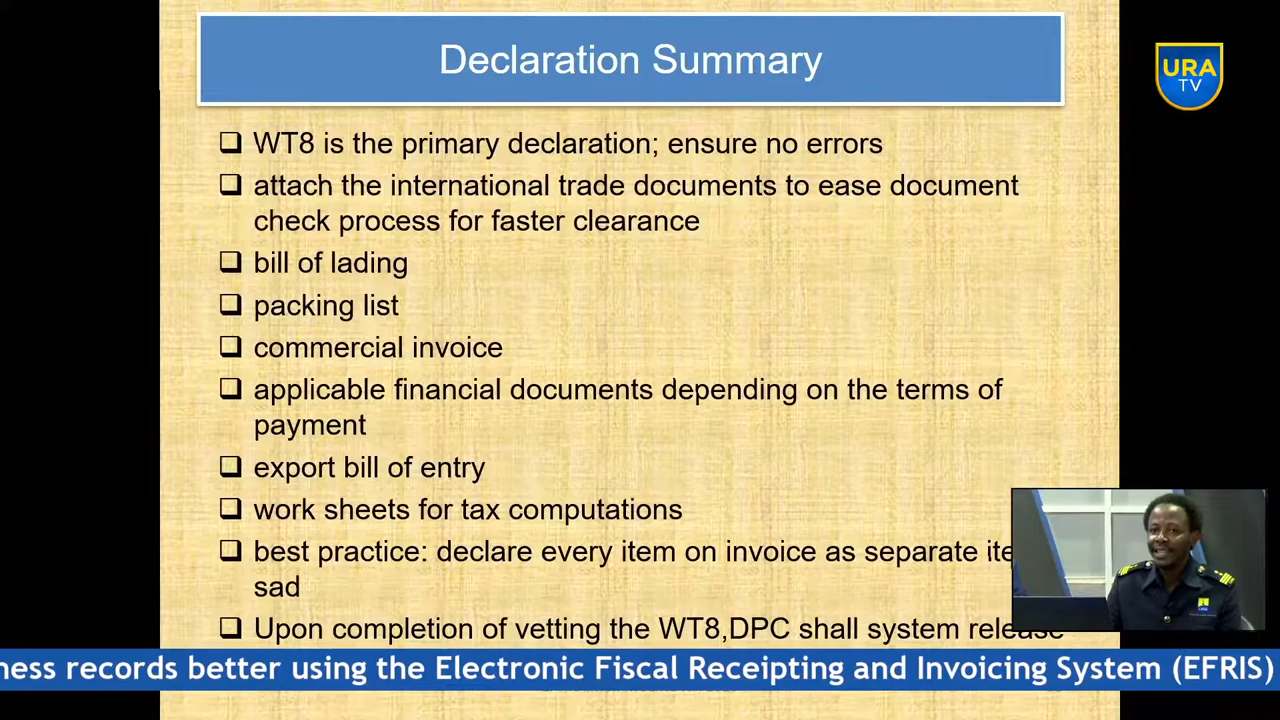 Declaration Summary
URA
TV
❑ WT8 is the primary declaration; ensure no errors
❑ attach the international trade documents to ease document
check process for faster clearance
❑ bill of lading
❑ packing list
❑ commercial invoice
❑ applicable financial documents depending on the terms of
payment
❑ export bill of entry
❑ work sheets for tax computations
❑ best practice: declare every item on invoice as separate ite
sad
❑ Upon completion of vetting the WT8,DPC shall system release
ness records better using the Electronic Fiscal Receipting and Invoicing System (EFRIS)